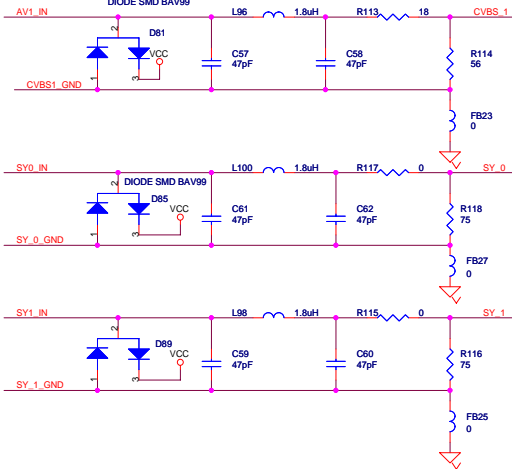 DIODE SMD BAV99
AV1_IN
L96
1.8uH
R113
18
CVBS_1
2
D81
VCC
C57
47pF
C58
47pF
R114
56
1
3
CVBS1_GND
FB23
0
SY0_IN
L100
1.8uH
R117
0
SY_0
2
DIODE SMD BAV99
D85
VCC
C61
47pF
C62
47pF
R118
75
1
3
SY_0_GND
FB27
0
SY1_IN
L98
1.8uH
R115
0
SY_1
2
D89
VCC
C59
47pF
C60
47pF
R116
75
1
3
SY_1_GND
FB25
0